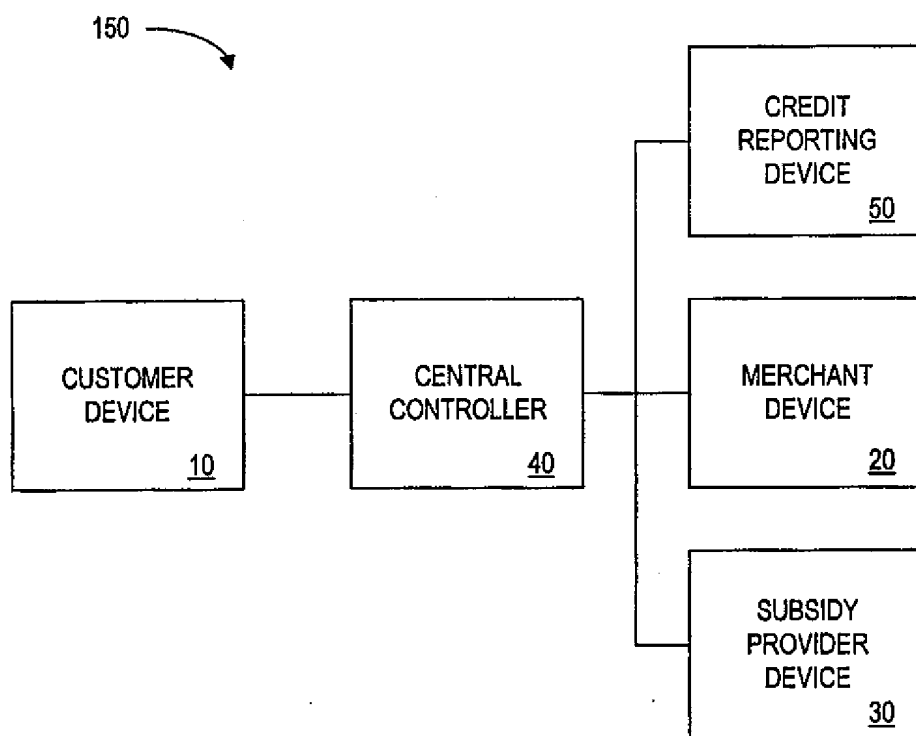 150
CREDIT
REPORTING
DEVICE
50
CUSTOMER
DEVICE
10
CENTRAL
CONTROLLER
40
MERCHANT
DEVICE
20
SUBSIDY
PROVIDER
DEVICE
30